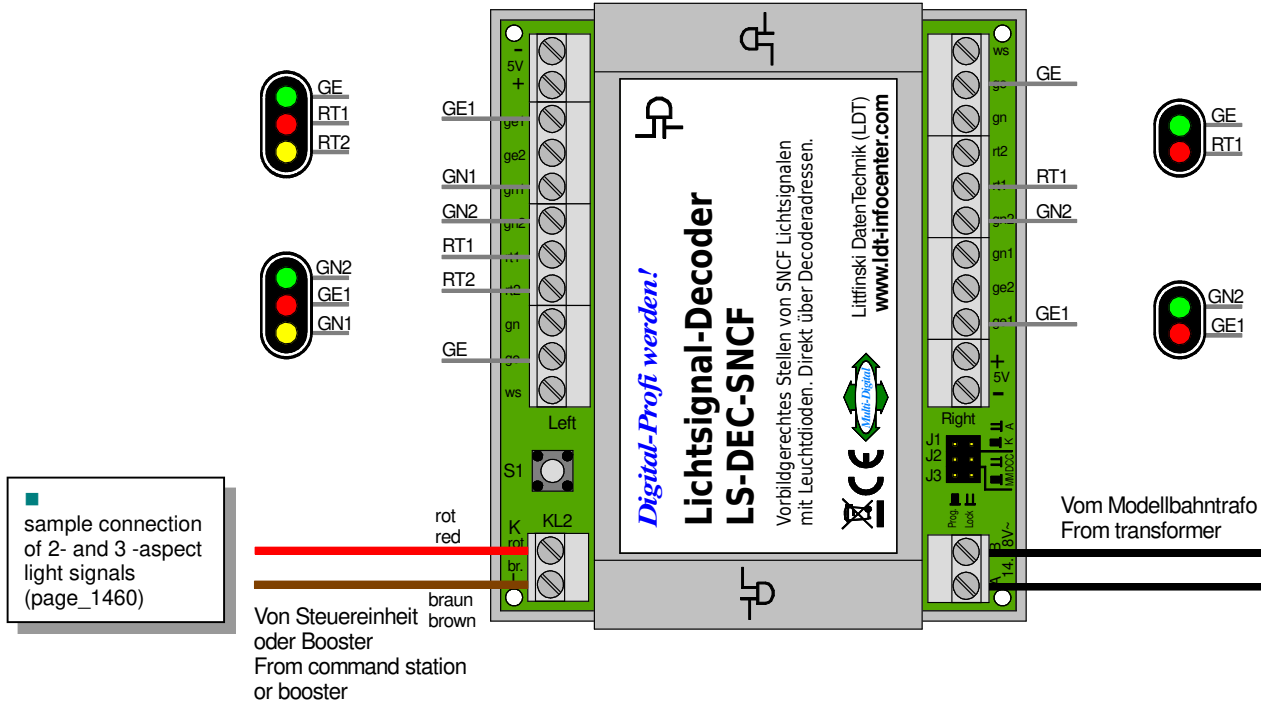 GE
RT1
RT2
GN2
GE1
GN1
sample connection
of 2- and 3 -aspect
light signals
(page_1460)
GE1
GN1
GN2
RT1
RT2
GE
-
5V
+
ge1
ge2
gn1
gn2
rt1
rt2
gn
ge
ws
Left
S1
K
KL2
rot
br.
rot
red
braun
brown
Von Steuereinheit
oder Booster
From command station
or booster
Digital-Profi werden!
Lichtsignal-Decoder
LS-DEC-SNCF
Vorbildgerechtes Stellen von SNCF Lichtsignalen
mit Leuchtdioden. Direkt über Decoderadressen.
Littfinski DatenTechnik (LDT)
www.ldt-infocenter.com
Multi-Digital
CE
ws
ge
gn
rt2
rt1
gn2
gn1
ge2
ge1
+
5V
-
Right
J1
J2
J3
A
K
DCC
MM
Prog.
Lock
B
A
GE
RT1
GN2
GE1
Vom Modellbahntrafo
From transformer
GE
RT1
GN2
GE1